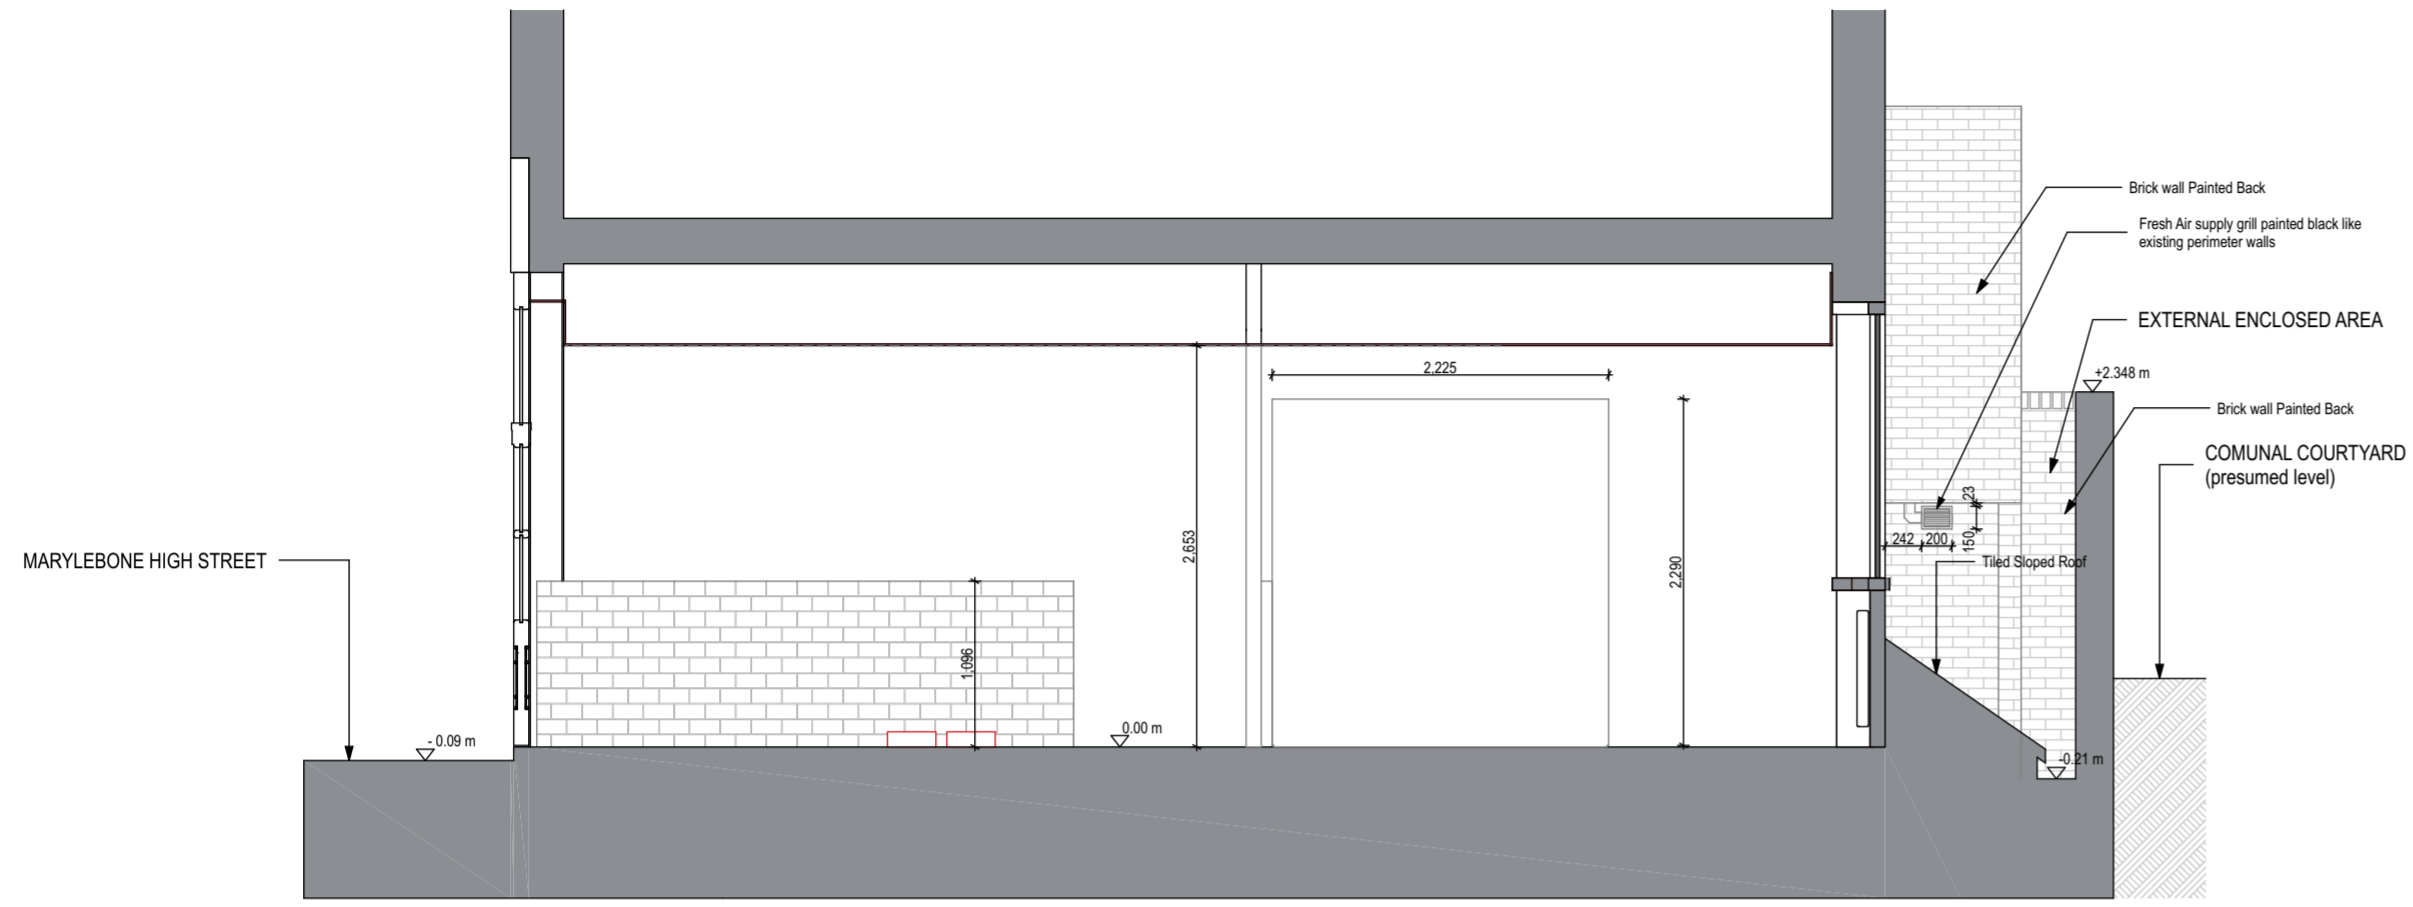 Brick wall Painted Back
Fresh Air supply grill painted black like
existing perimeter walls
EXTERNAL ENCLOSED AREA
+2.348 m
2,225
Brick wall Painted Back
COMUNAL COURTYARD
(presumed level)
23
242
200
150
MARYLEBONE HIGH STREET
2,653
2,290
Tiled Sloped Roof
1,096
0.00 m
- 0.09 m
-0.21 m